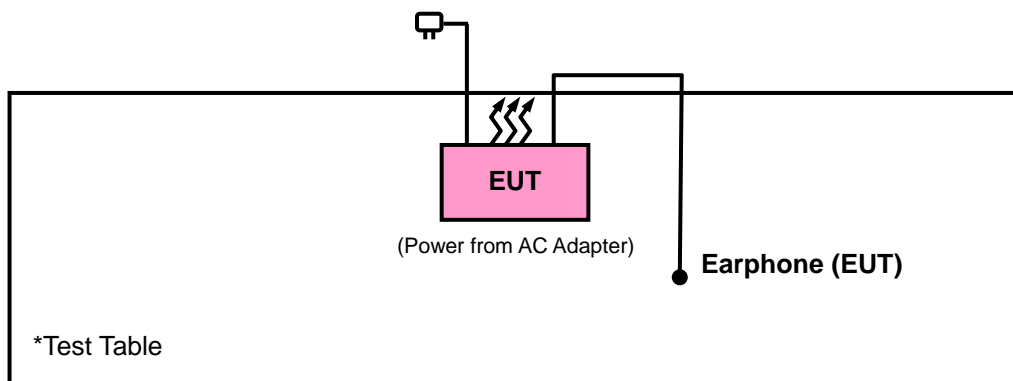 EUT
(Power from AC Adapter)
Earphone (EUT)
*Test Table